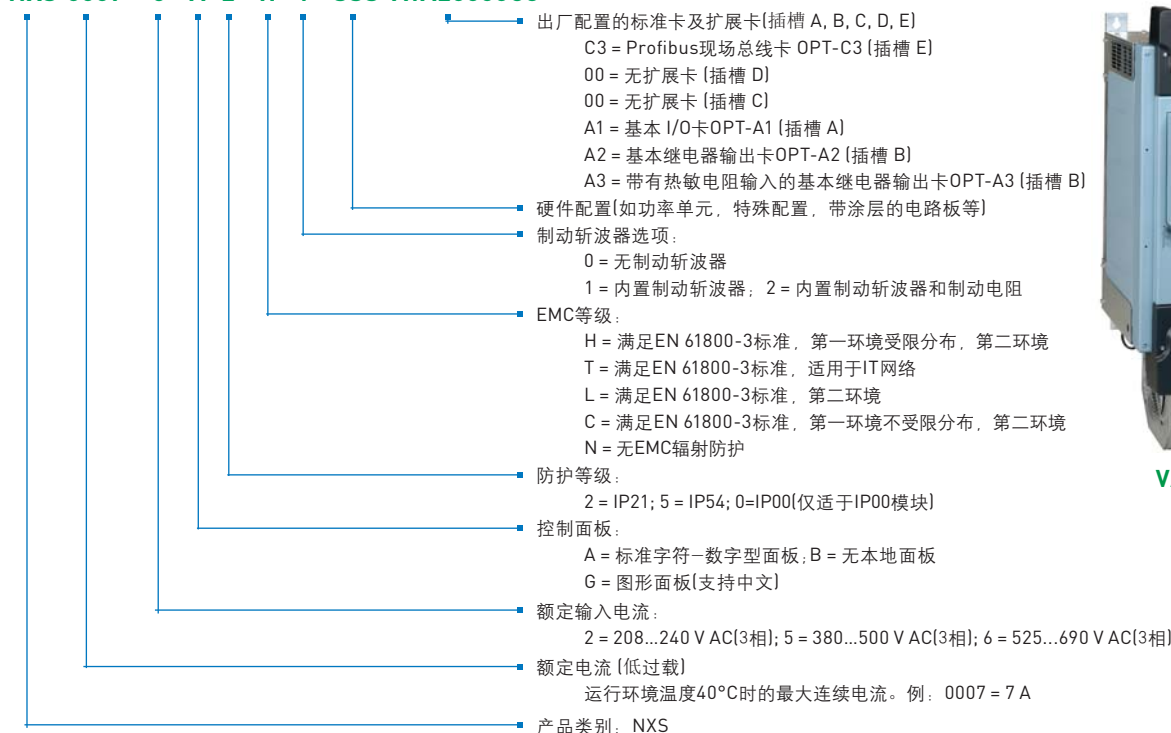 出厂配置的标准卡及扩展卡(插槽 A, B, C, D, E)
C3 = Profibus现场总线卡 OPT-C3 (插槽 E)
00 = 无扩展卡 (插槽 D)
00 = 无扩展卡 (插槽 C)
A1 = 基本 I/O卡OPT-A1 (插槽 A)
A2 = 基本继电器输出卡OPT-A2 (插槽 B)
A3 = 带有热敏电阻输入的基本继电器输出卡OPT-A3 (插槽 B)
硬件配置(如功率单元，特殊配置，带涂层的电路板等)
制动斩波器选项：
0 = 无制动斩波器
1 = 内置制动斩波器；2 = 内置制动斩波器和制动电阻
EMC等级：
H = 满足EN 61800-3标准，第一环境受限分布，第二环境
T = 满足EN 61800-3标准，适用于IT网络
L = 满足EN 61800-3标准，第二环境
C = 满足EN 61800-3标准，第一环境不受限分布，第二环境
N = 无EMC辐射防护
防护等级：
2 = IP21; 5 = IP54; 0=IP00(仅适于IP00模块)
控制面板：
A = 标准字符–数字型面板；B = 无本地面板
G = 图形面板(支持中文)
额定输入电流：
2 = 208...240 V AC(3相); 5 = 380...500 V AC(3相); 6 = 525...690 V AC(3相)
额定电流 (低过载)
运行环境温度40°C时的最大连续电流。例：0007 = 7 A
产品类别：NXS